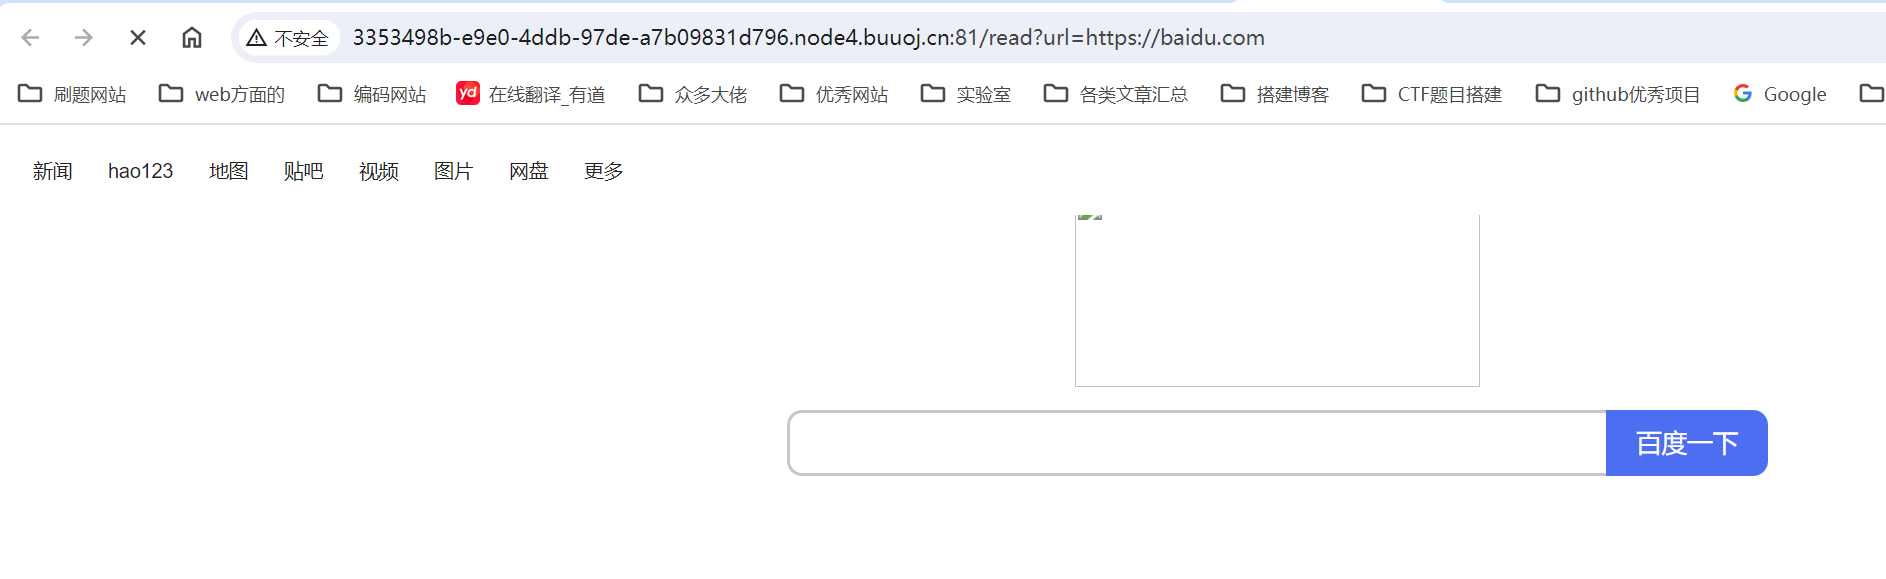 不安全 3353498b-e9e0-4ddb-97de-a7b09831d796.node4.buuoj.cn:81/read?url=https://baidu.com
刷题网站 web方面的 编码网站 yd 在线翻译_有道 众多大佬 优秀网站 实验室 各类文章汇总 搭建博客 CTF题目搭建 github优秀项目 G Google
新闻 hao123 地图 贴吧 视频 图片 网盘 更多
百度一下